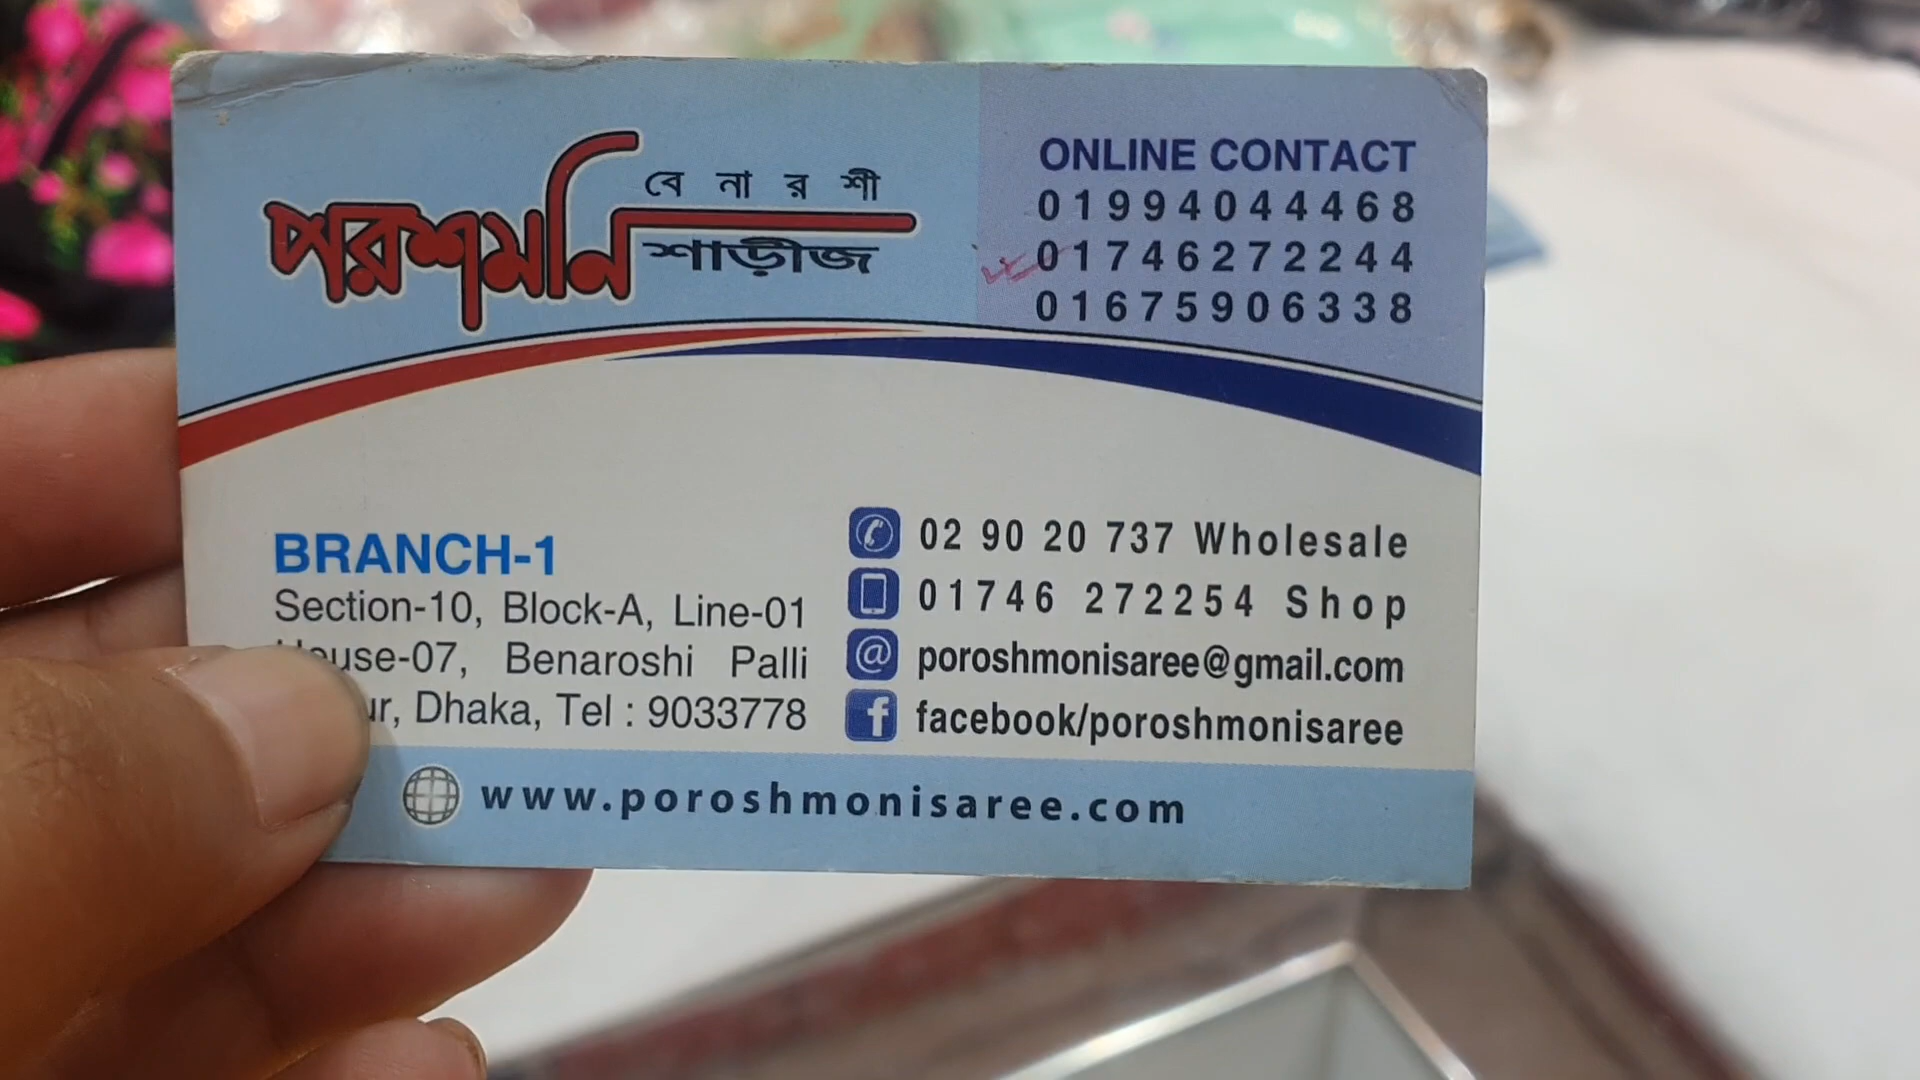 পরশমনি
বেনারশী
শাড়ীজ
ONLINE CONTACT
01994044468
01746272244
01675906338
BRANCH-1
Section-10, Block-A, Line-01
House-07, Benaroshi Palli
Dhaka, Tel : 9033778
02 90 20 737 Wholesale
01746 272254 Shop
poroshmonisaree@gmail.com
facebook/poroshmonisaree
www.poroshmonisaree.com